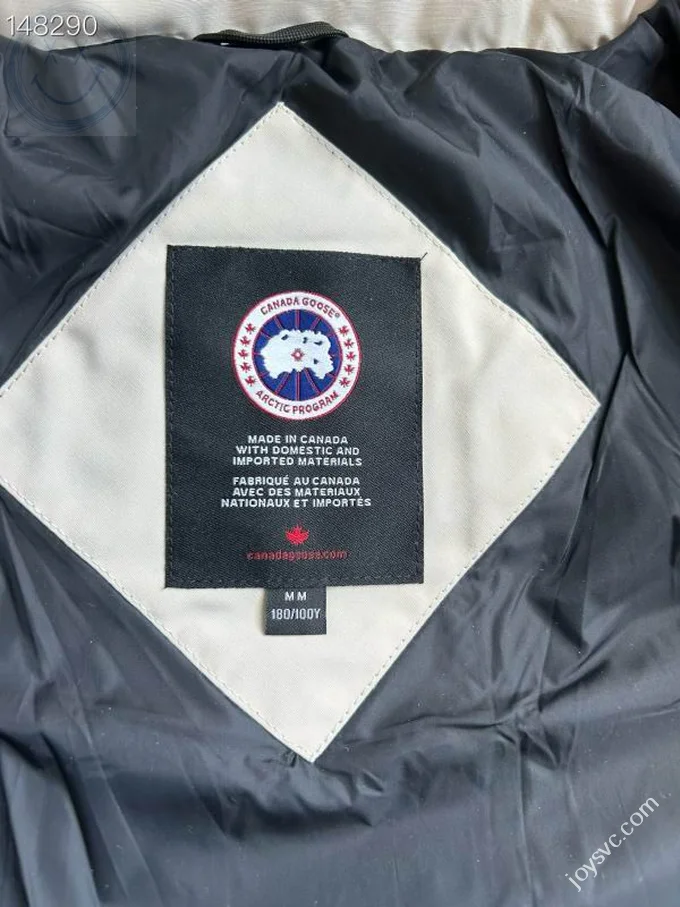 148290
CANADA GOOSE®
ARCTIC PROGRAM
MADE IN CANADA
WITH DOMESTIC AND
IMPORTED MATERIALS
FABRIQUÉ AU CANADA
AVEC DES MATERIAUX
NATIONAUX ET IMPORTÉS
canadagoose.com
MM
180/100Y
joysvc.com